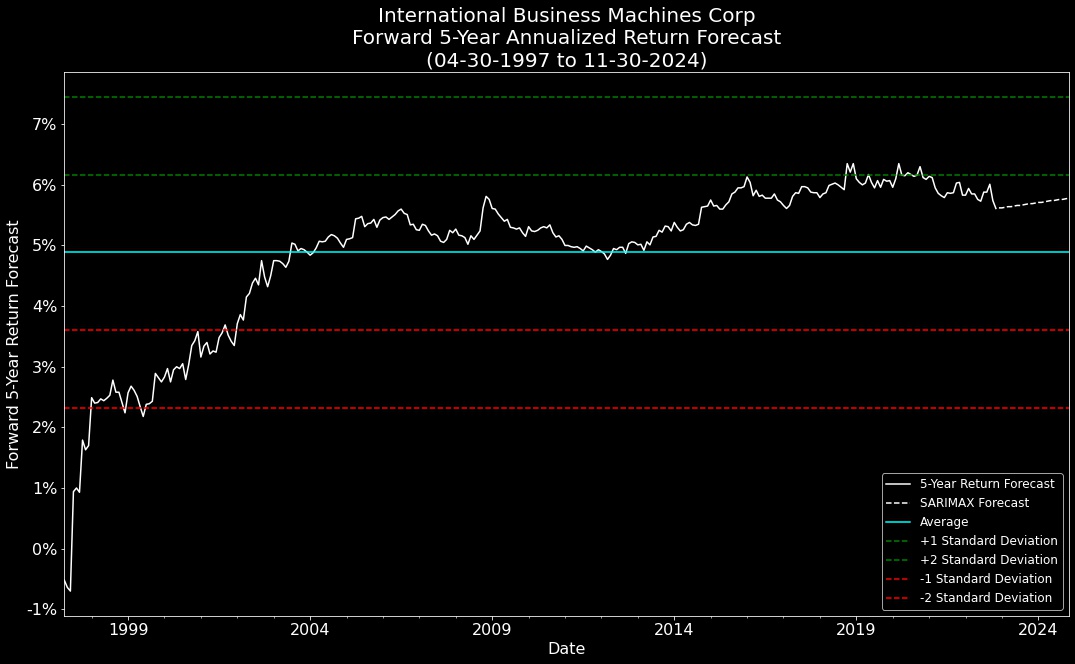 International Business Machines Corp
Forward 5-Year Annualized Return Forecast
(04-30-1997 to 11-30-2024)
Forward 5-Year Return Forecast
7%
6%
5%
4%
3%
2%
1%
0%
-1%
5-Year Return Forecast
SARIMAX Forecast
Average
+1 Standard Deviation
+2 Standard Deviation
-1 Standard Deviation
-2 Standard Deviation
1999 2004 2009 2014 2019 2024
Date